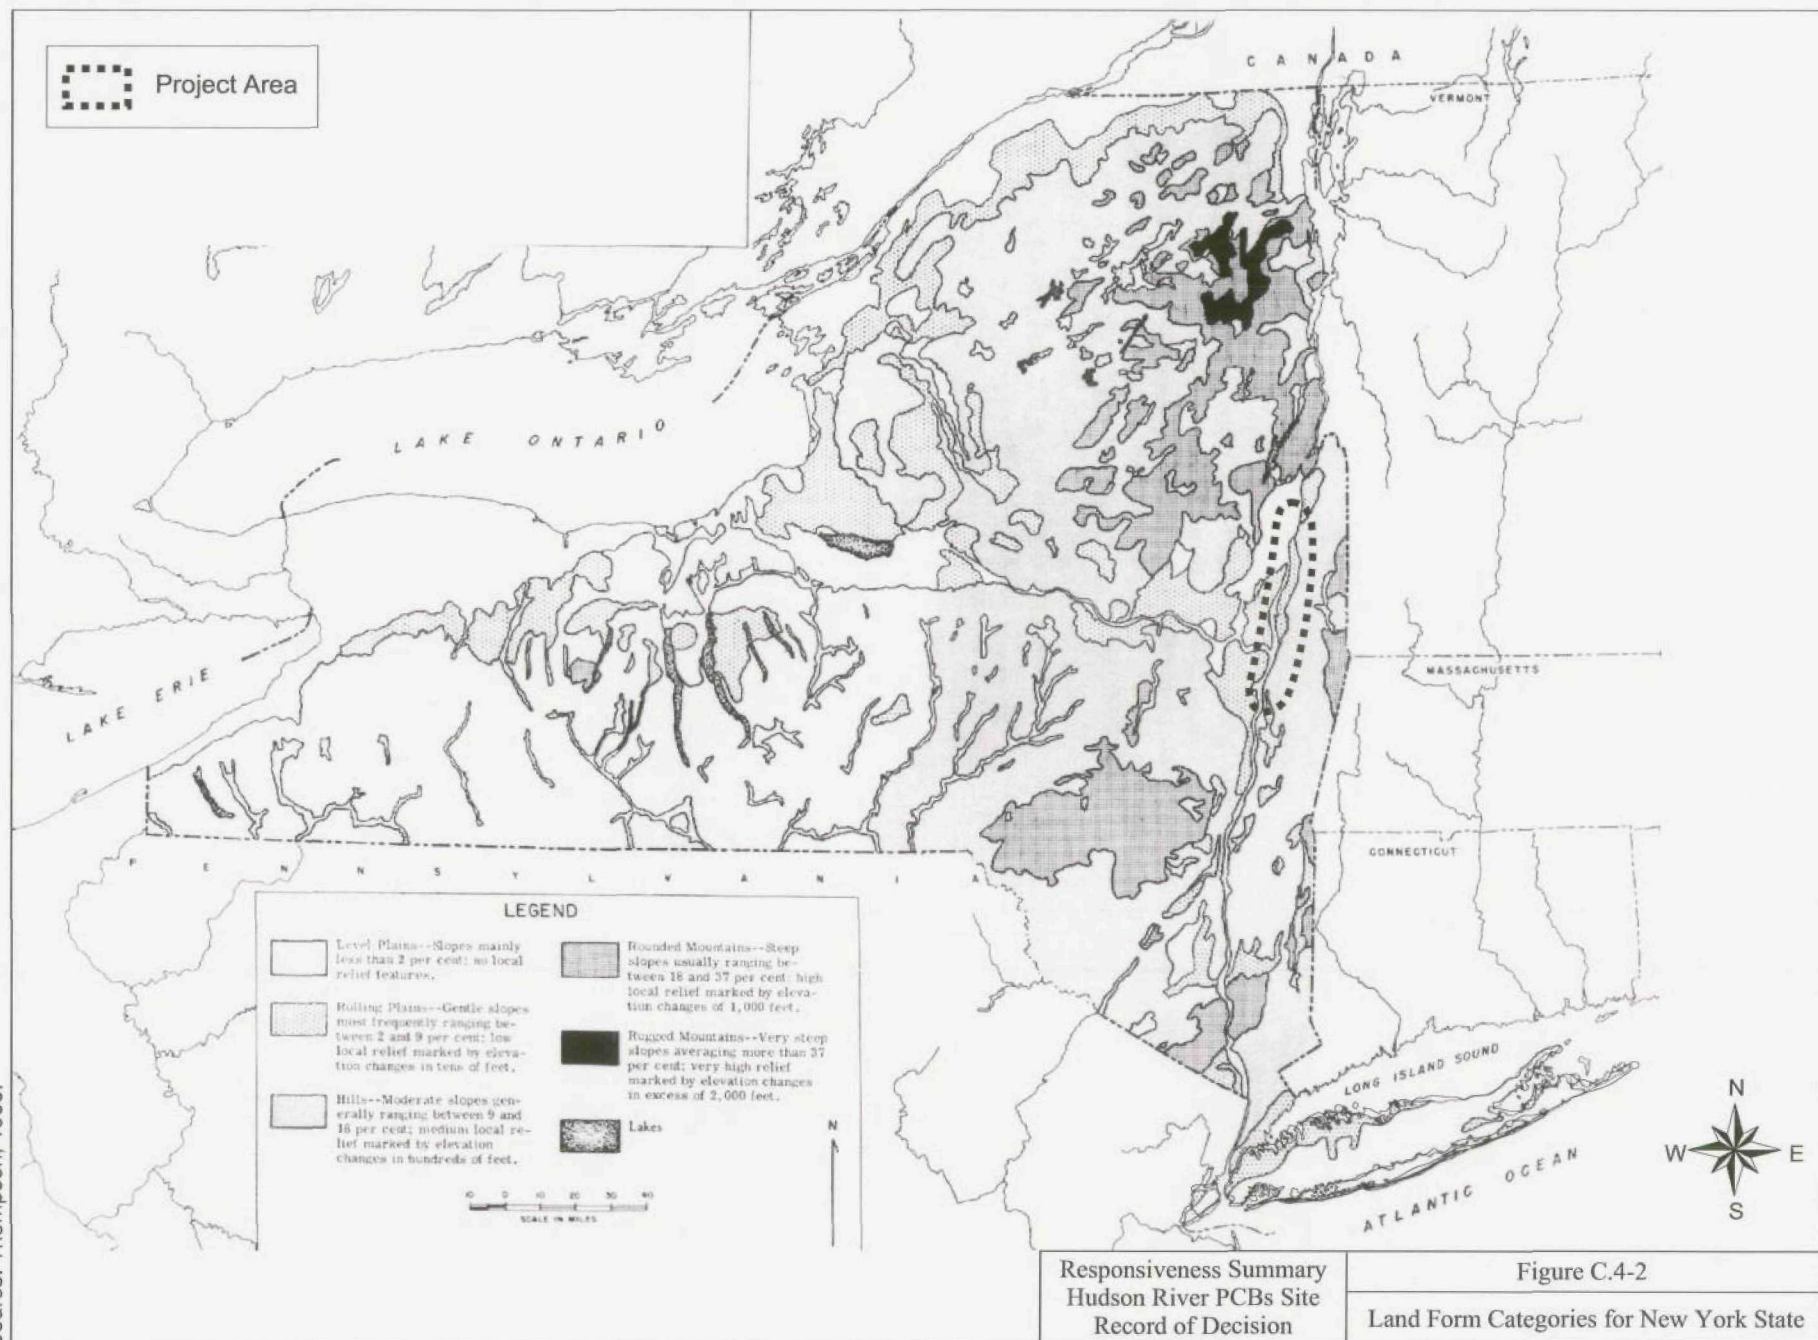 Project Area
CANADA
VERMONT
LAKE ONTARIO
LAKE ERIE
MASSACHUSETTS
CONNECTICUT
PENNSYLVANIA
LONG ISLAND SOUND
ATLANTIC OCEAN
LEGEND
Level Plains--Slopes mainly
less than 2 per cent; no local
relief features.
Rolling Plains--Gentle slopes
most frequently ranging be-
tween 2 and 9 per cent; low
local relief marked by eleva-
tion changes in tens of feet.
Hills--Moderate slopes gen-
erally ranging between 9 and
18 per cent; medium local re-
lief marked by elevation
changes in hundreds of feet.
Rounded Mountains--Steep
slopes usually ranging be-
tween 18 and 37 per cent; high
local relief marked by eleva-
tion changes of 1,000 feet.
Rugged Mountains--Very steep
slopes averaging more than 37
per cent; very high relief
marked by elevation changes
in excess of 2,000 feet.
Lakes
N
10 0 10 20 30 40
SCALE IN MILES
N
W E
S
Responsiveness Summary
Hudson River PCBs Site
Record of Decision
Figure C.4-2
Land Form Categories for New York State